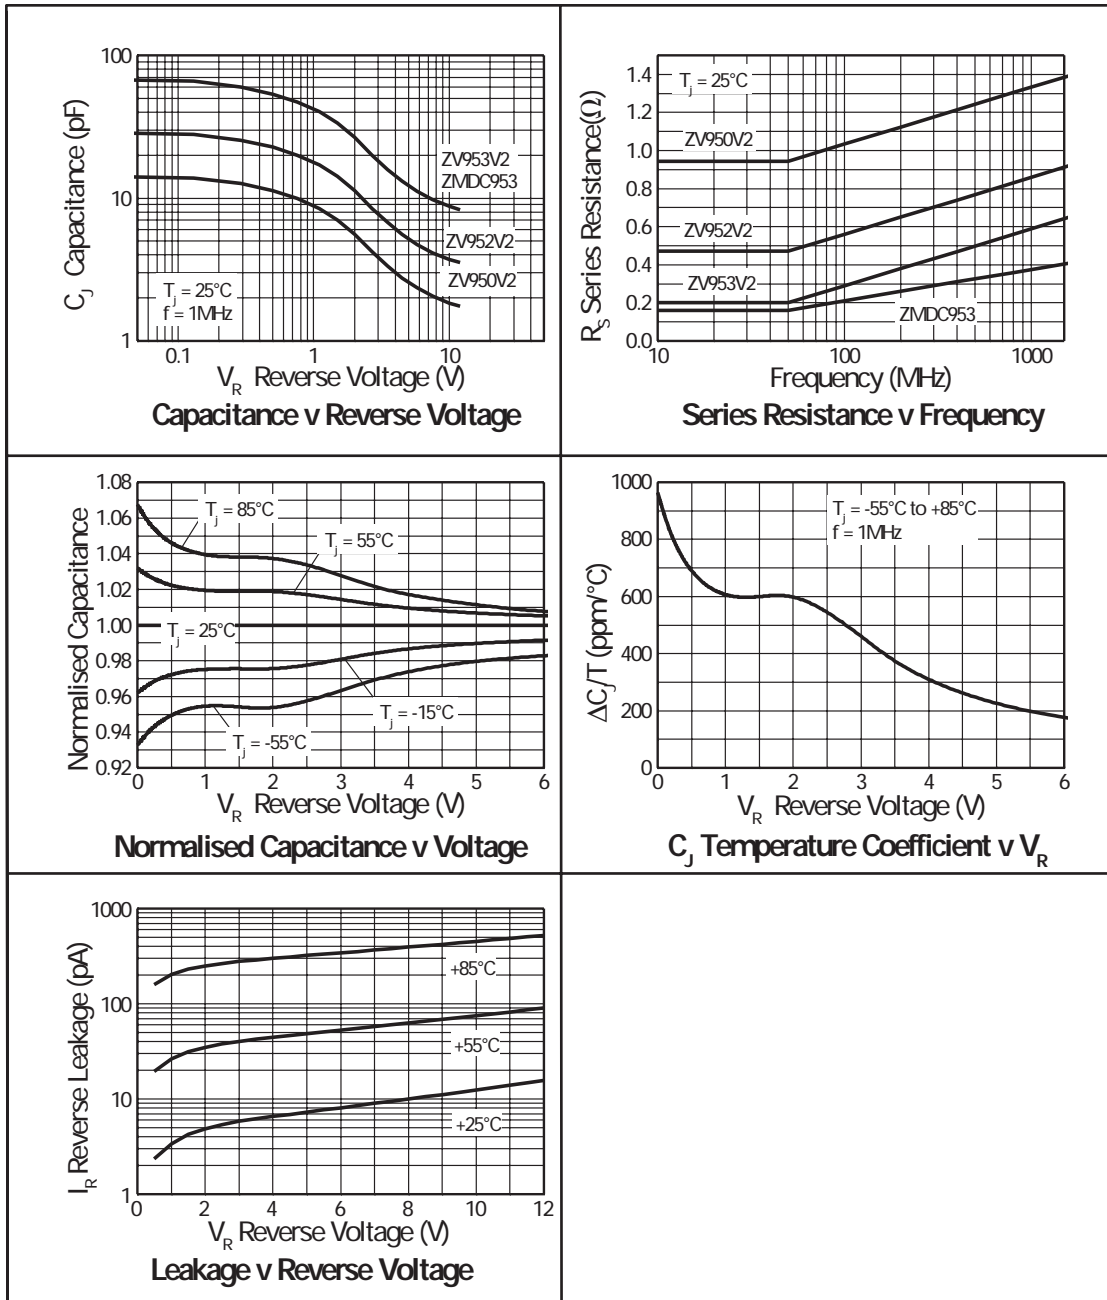 100
10
1
0.1
1
10
C_J Capacitance (pF)
ZV953V2
ZMDC953
ZV952V2
ZV950V2
T_j = 25°C
f = 1MHz
V_R Reverse Voltage (V)
Capacitance v Reverse Voltage
1.4
1.2
1.0
0.8
0.6
0.4
0.2
0.0
10
100
1000
R_S Series Resistance(Ω)
T_j = 25°C
ZV950V2
ZV952V2
ZV953V2
ZMDC953
Frequency (MHz)
Series Resistance v Frequency
1.08
1.06
1.04
1.02
1.00
0.98
0.96
0.94
0.92
0 1 2 3 4 5 6
Normalised Capacitance
T_j = 85°C
T_j = 55°C
T_j = 25°C
T_j = -15°C
T_j = -55°C
V_R Reverse Voltage (V)
Normalised Capacitance v Voltage
1000
800
600
400
200
0
0 1 2 3 4 5 6
ΔC_J/T (ppm/°C)
T_j = -55°C to +85°C
f = 1MHz
V_R Reverse Voltage (V)
C_J Temperature Coefficient v V_R
1000
100
10
1
0 2 4 6 8 10 12
I_R Reverse Leakage (pA)
+85°C
+55°C
+25°C
V_R Reverse Voltage (V)
Leakage v Reverse Voltage